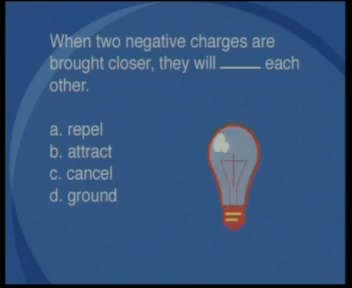 When two negative charges are
brought closer, they will _____ each
other.
a. repel
b. attract
c. cancel
d. ground